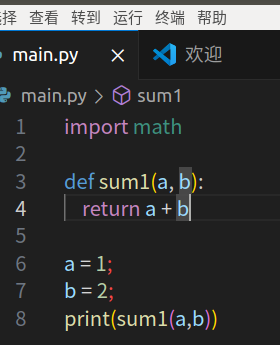 查看 转到 运行 终端 帮助
main.py × 欢迎
main.py > sum1
1 import math
2
3 def sum1(a, b):
4     return a + b
5
6 a = 1;
7 b = 2;
8 print(sum1(a,b))